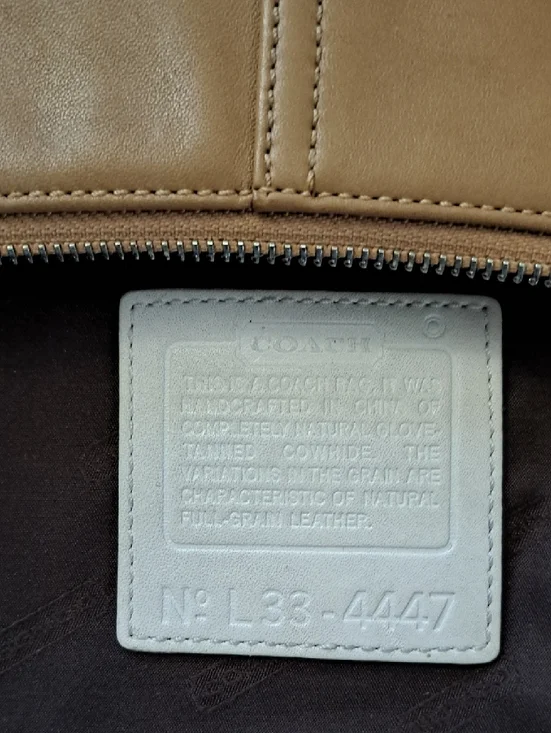 COACH
THIS IS A COACH BAG. IT WAS
HANDCRAFTED IN CHINA OF
COMPLETELY NATURAL GLOVE-
TANNED COWHIDE. THE
VARIATIONS IN THE GRAIN ARE
CHARACTERISTIC OF NATURAL
FULL-GRAIN LEATHER.
Nº L33-4447